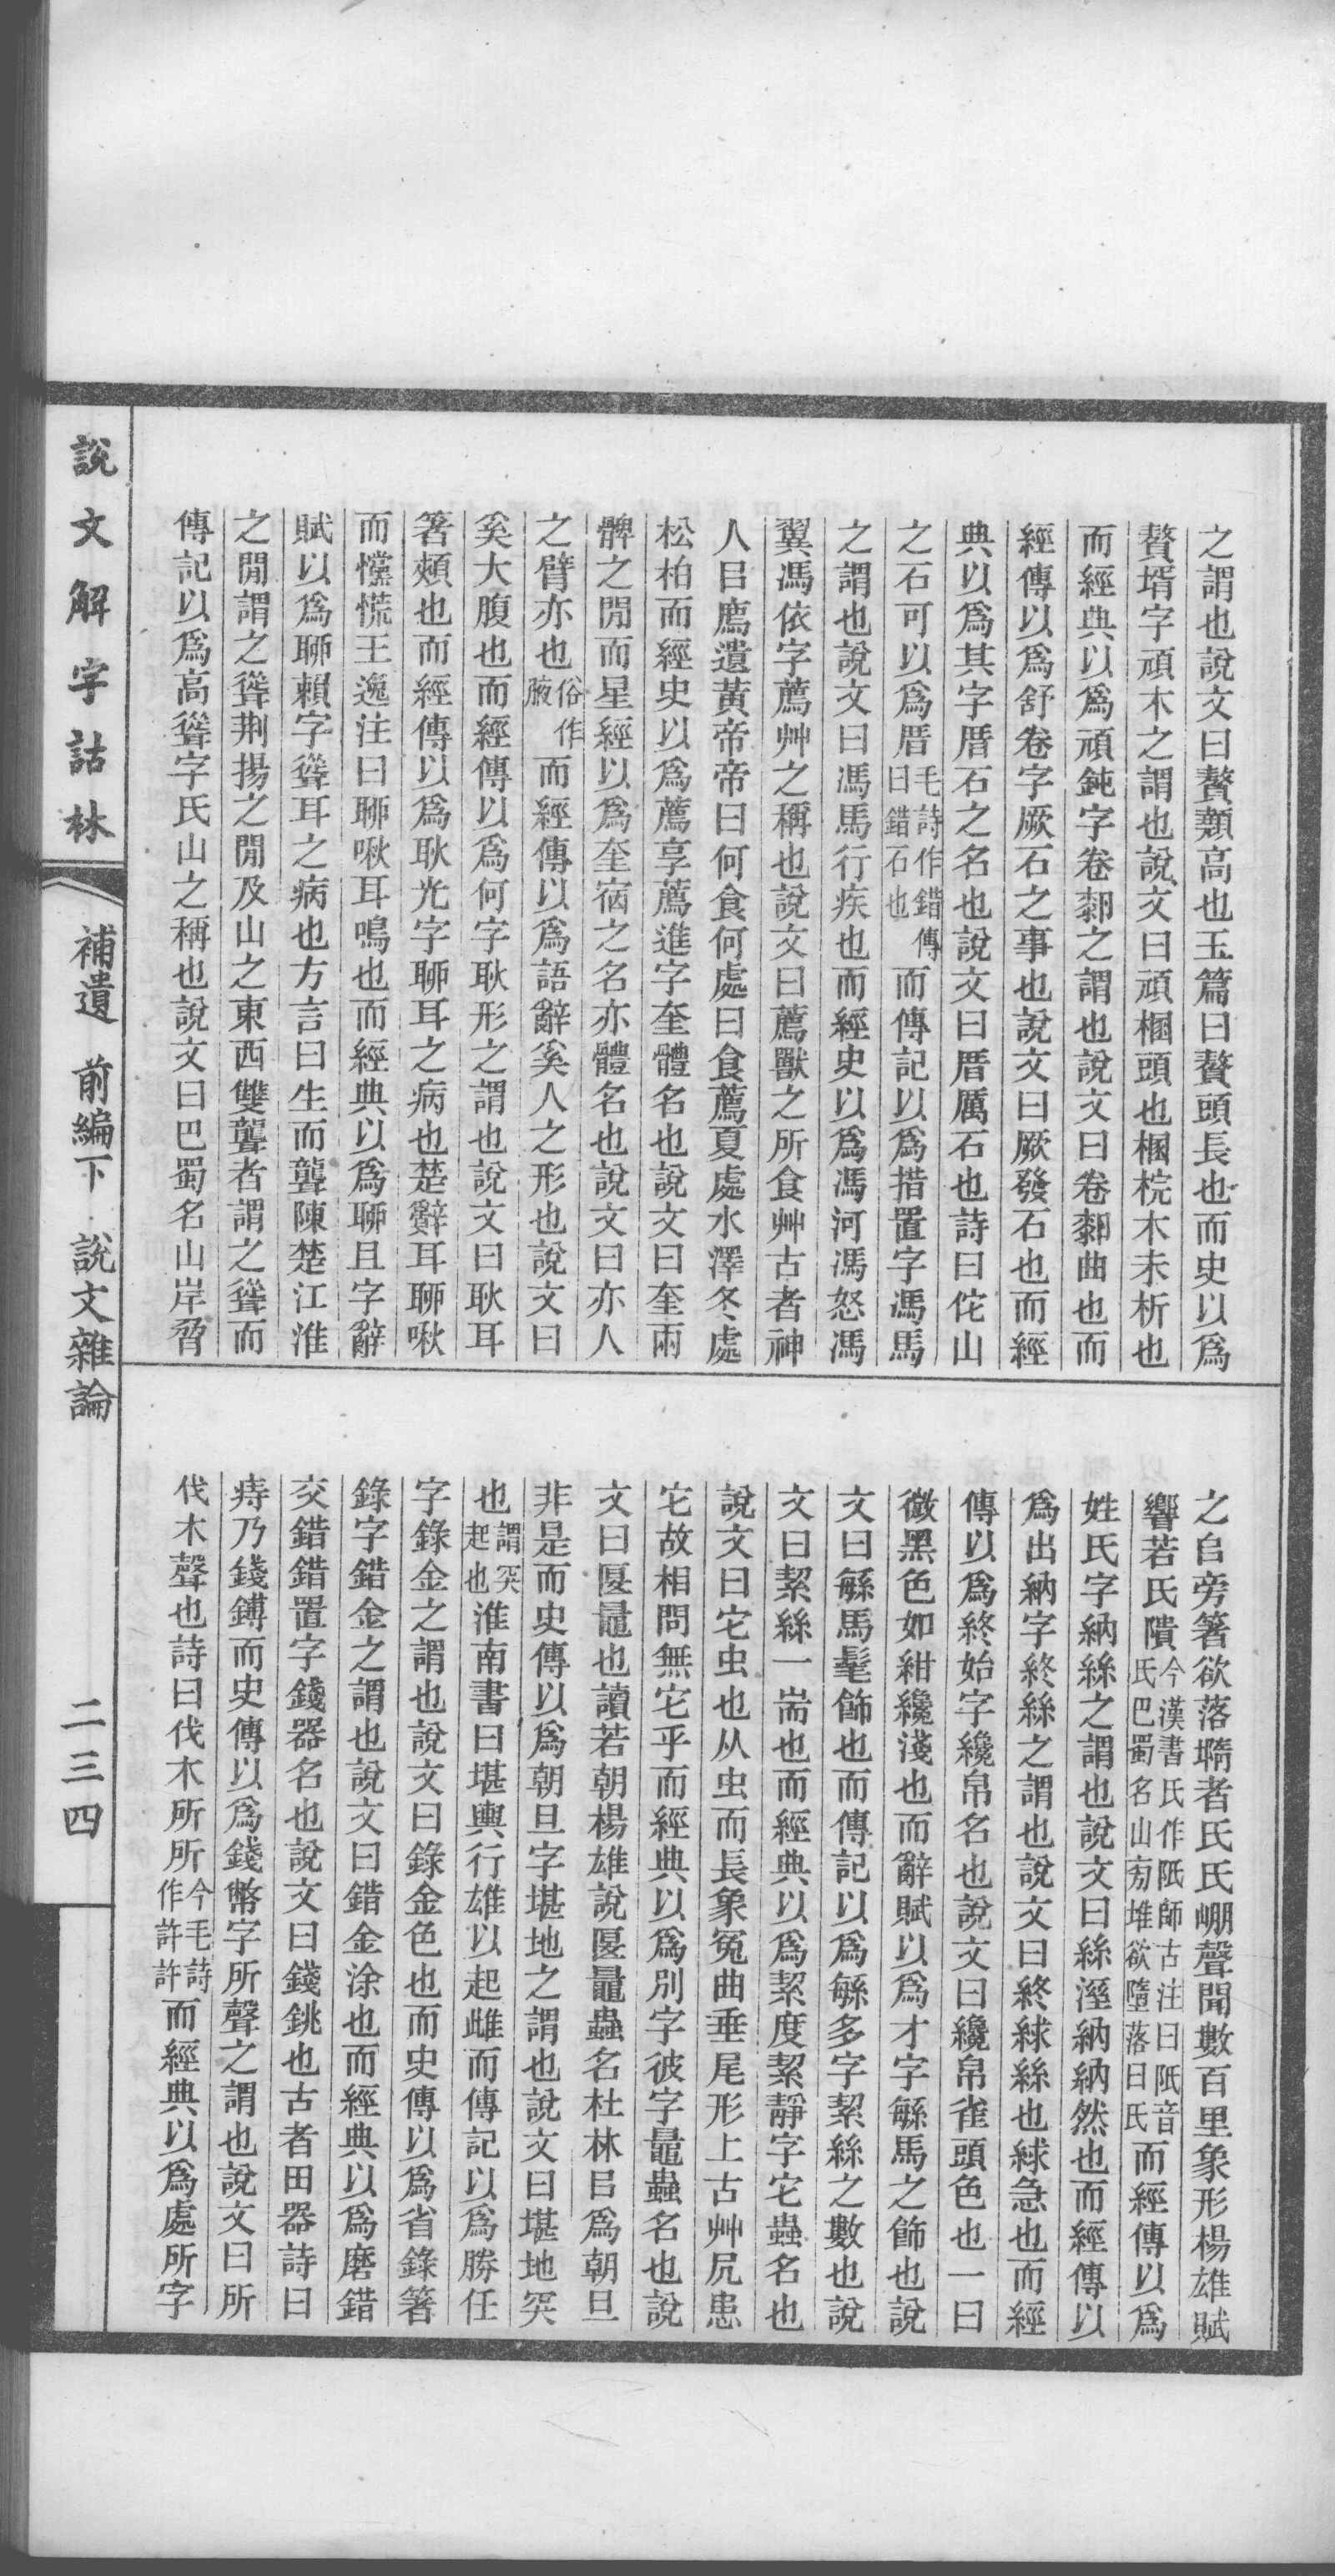 之謂也說文曰贅顤高也玉篇曰贅頭長也而史以爲
贅壻字頑木之謂也說文曰頑梱頭也梱梡木未析也
而經典以爲頑鈍字卷厀之謂也說文曰卷厀曲也而
經傳以爲舒卷字厥石之事也說文曰厥發石也而經
典以爲其字厝石之名也說文曰厝厲石也詩曰佗山
之石可以爲厝毛詩作錯傳曰錯石也而傳記以爲措置字馮馬
之謂也說文曰馮馬行疾也而經史以爲馮河馮怒馮
翼馮依字薦艸之稱也說文曰薦獸之所食艸古者神
人㠯廌遺黃帝帝曰何食何處曰食薦夏處水澤冬處
松柏而經史以爲薦享薦進字奎體名也說文曰奎兩
髀之閒而星經以爲奎宿之名亦體名也說文曰亦人
之臂亦也俗作腋而經傳以爲語辭奚人之形也說文曰
奚大腹也而經傳以爲何字耿形之謂也說文曰耿耳
箸頰也而經傳以爲耿光字聊耳之病也楚辭耳聊啾
而戃慌王逸注曰聊啾耳鳴也而經典以爲聊且字辭
賦以爲聊賴字聳耳之病也方言曰生而聾陳楚江淮
之閒謂之聳荆揚之閒及山之東西雙聾者謂之聳而
傳記以爲高聳字氏山之稱也說文曰巴蜀名山岸脅
之𠂤旁箸欲落墮者氏氏崩聲聞數百里象形楊雄賦
響若氏隤今漢書氏作阺師古注曰阺音氏巴蜀名山旁堆欲墮落曰氏而經傳以爲
姓氏字納絲之謂也說文曰絲溼納納然也而經傳以
爲出納字終絲之謂也說文曰終絿絲也絿急也而經
傳以爲終始字纔帛名也說文曰纔帛雀頭色也一曰
微黑色如紺纔淺也而辭賦以爲才字緐馬之飾也說
文曰緐馬髦飾也而傳記以爲緐多字絜絲之數也說
文曰絜絲一耑也而經典以爲絜度絜靜字它蟲名也
說文曰它虫也从虫而長象冤曲垂尾形上古艸凥患
它故相問無它乎而經典以爲別字彼字鼂蟲名也說
文曰匽鼂也讀若朝楊雄說匽鼂蟲名杜林㠯爲朝旦
非是而史傳以爲朝旦字堪地之謂也說文曰堪地突
也謂突起也淮南書曰堪輿行雄以起雌而傳記以爲勝任
字錄金之謂也說文曰錄金色也而史傳以爲省錄箸
錄字錯金之謂也說文曰錯金涂也而經典以爲磨錯
交錯錯置字錢器名也說文曰錢銚也古者田器詩曰
庤乃錢鎛而史傳以爲錢幣字所聲之謂也說文曰所
伐木聲也詩曰伐木所所今毛詩作許許而經典以爲處所字
說文解字詁林
補遺 前編下 說文雜論
二三四